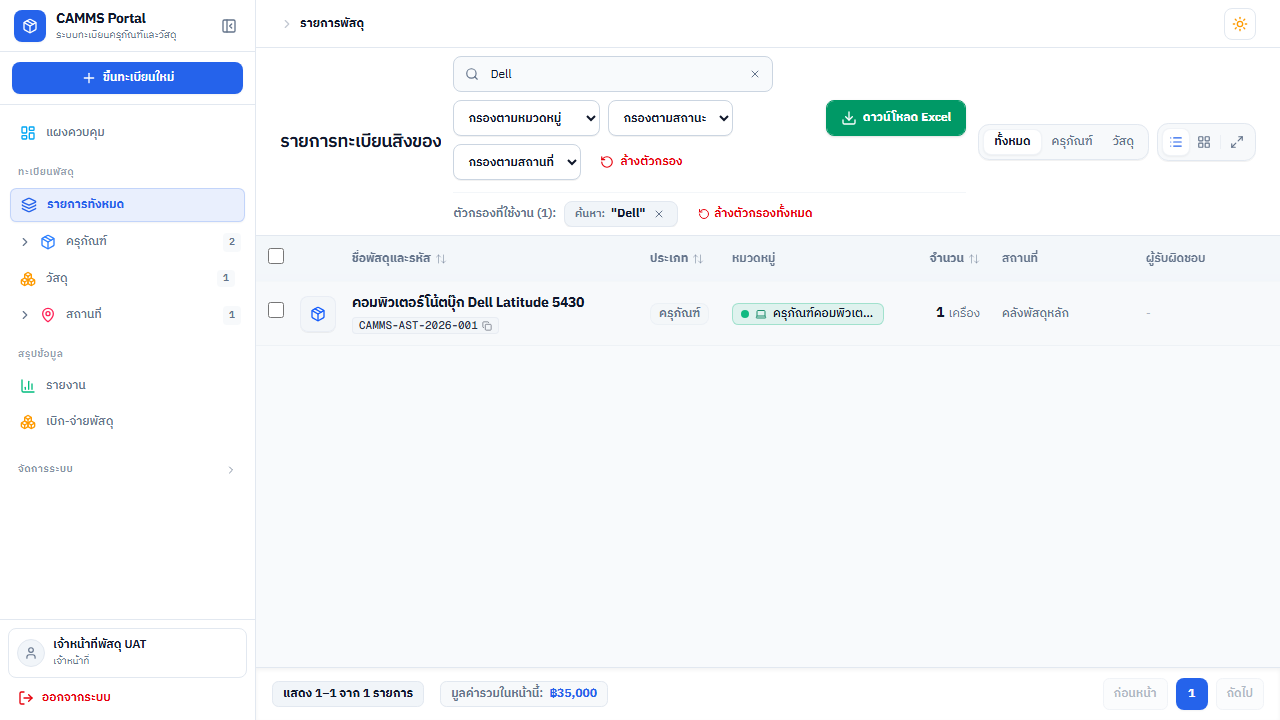 CAMMS Portal
ระบบทะเบียนครุภัณฑ์และวัสดุ
ขึ้นทะเบียนใหม่
แผงควบคุม
ทะเบียนพัสดุ
รายการทั้งหมด
ครุภัณฑ์ 2
วัสดุ 1
สถานที่ 1
สรุปข้อมูล
รายงาน
เบิก-จ่ายพัสดุ
จัดการระบบ
เจ้าหน้าที่พัสดุ UAT
เจ้าหน้าที่
ออกจากระบบ
รายการพัสดุ
รายการทะเบียนสิ่งของ
Dell
กรองตามหมวดหมู่ กรองตามสถานะ
กรองตามสถานที่ ล้างตัวกรอง
ดาวน์โหลด Excel
ทั้งหมด ครุภัณฑ์ วัสดุ
ตัวกรองที่ใช้งาน (1): ค้นหา: "Dell" ล้างตัวกรองทั้งหมด
ชื่อพัสดุและรหัส ประเภท หมวดหมู่ จำนวน สถานที่ ผู้รับผิดชอบ
คอมพิวเตอร์โน้ตบุ๊ก Dell Latitude 5430
CAMMS-AST-2026-001
ครุภัณฑ์ ครุภัณฑ์คอมพิวเต... 1 เครื่อง คลังพัสดุหลัก -
แสดง 1–1 จาก 1 รายการ มูลค่ารวมในหน้านี้: ฿35,000 ก่อนหน้า 1 ถัดไป